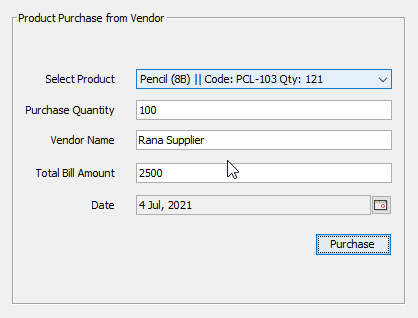 Product Purchase from Vendor
Select Product Pencil (8B) || Code: PCL-103 Qty: 121
Purchase Quantity 100
Vendor Name Rana Supplier
Total Bill Amount 2500
Date 4 Jul, 2021
Purchase